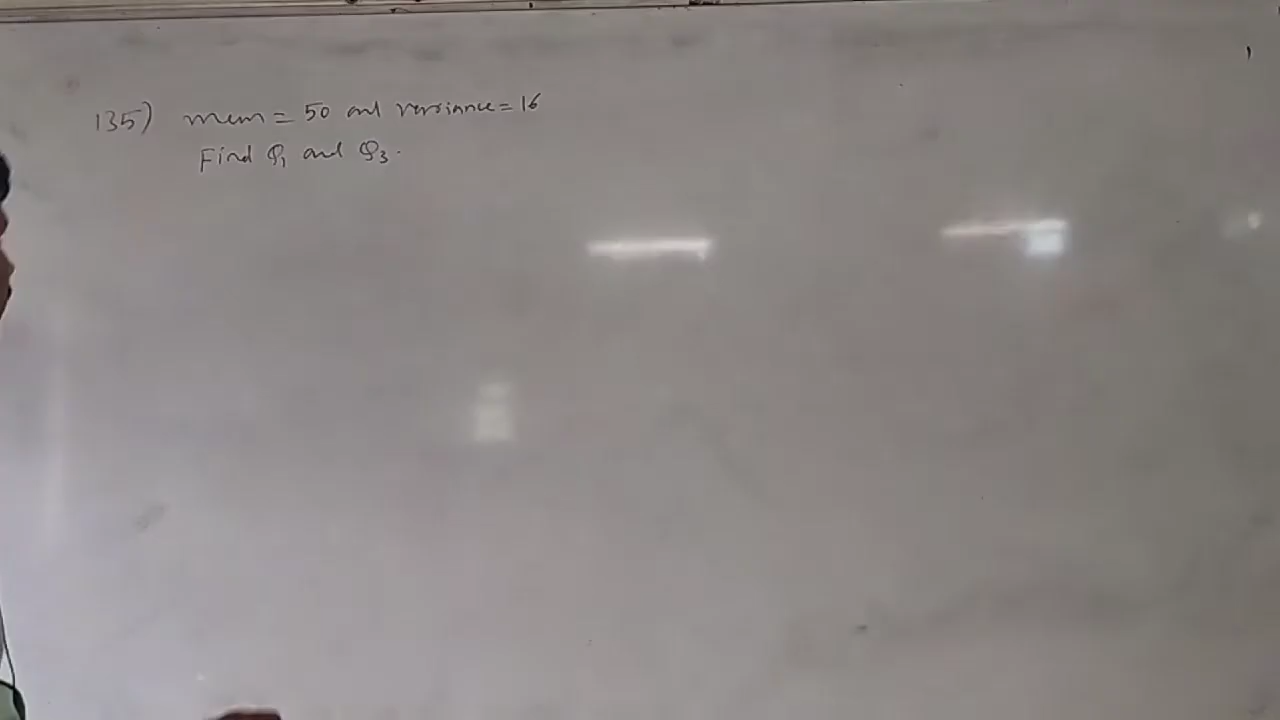 135) mean = 50 and variance = 16
Find Q1 and Q3.